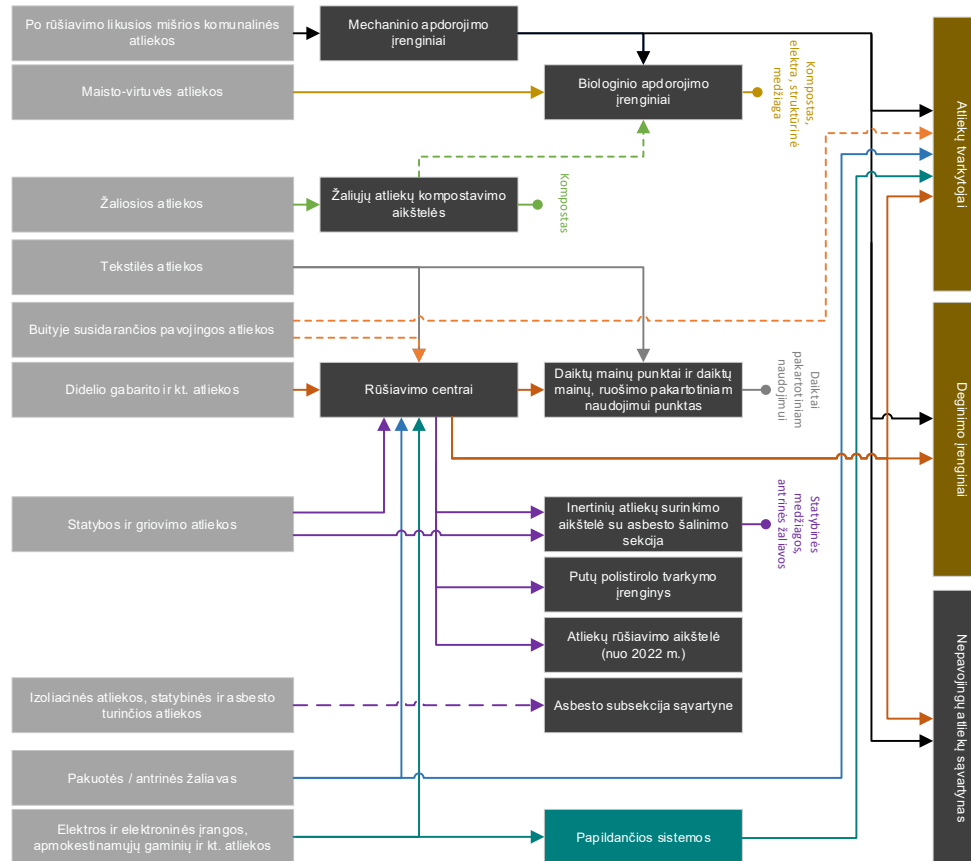 Po rūšiavimo likusios mišrios komunalinės
atliekos
Mechaninio apdorojimo
įrenginiai
Maisto-virtuvės atliekos
Biologinio apdorojimo
įrenginiai
Kompostas,
elektra, struktūrinė
medžiaga
Atliekų tvarkytojai
Žaliosios atliekos
Žaliųjų atliekų kompostavimo
aikštelės
Kompostas
Tekstilės atliekos
Buityje susidarančios pavojingos atliekos
Didelio gabarito ir kt. atliekos
Rūšiavimo centrai
Daiktų mainų punktai ir daiktų
mainų, ruošimo pakartotiniam
naudojimui punktas
Daiktai
pakartotiniam
naudojimui
Deginimo įrenginiai
Statybos ir griovimo atliekos
Inertinių atliekų surinkimo
aikštelė su asbesto šalinimo
sekcija
Statybinės
medžiagos,
antrinės žaliavos
Putų polistirolo tvarkymo
įrenginys
Atliekų rūšiavimo aikštelė
(nuo 2022 m.)
Izoliacinės atliekos, statybinės ir asbesto
turinčios atliekos
Asbesto subsekcija sąvartyne
Nepavojingų atliekų sąvartynas
Pakuotės / antrinės žaliavas
Elektros ir elektroninės įrangos,
apmokestinamųjų gaminių ir kt. atliekos
Papildančios sistemos